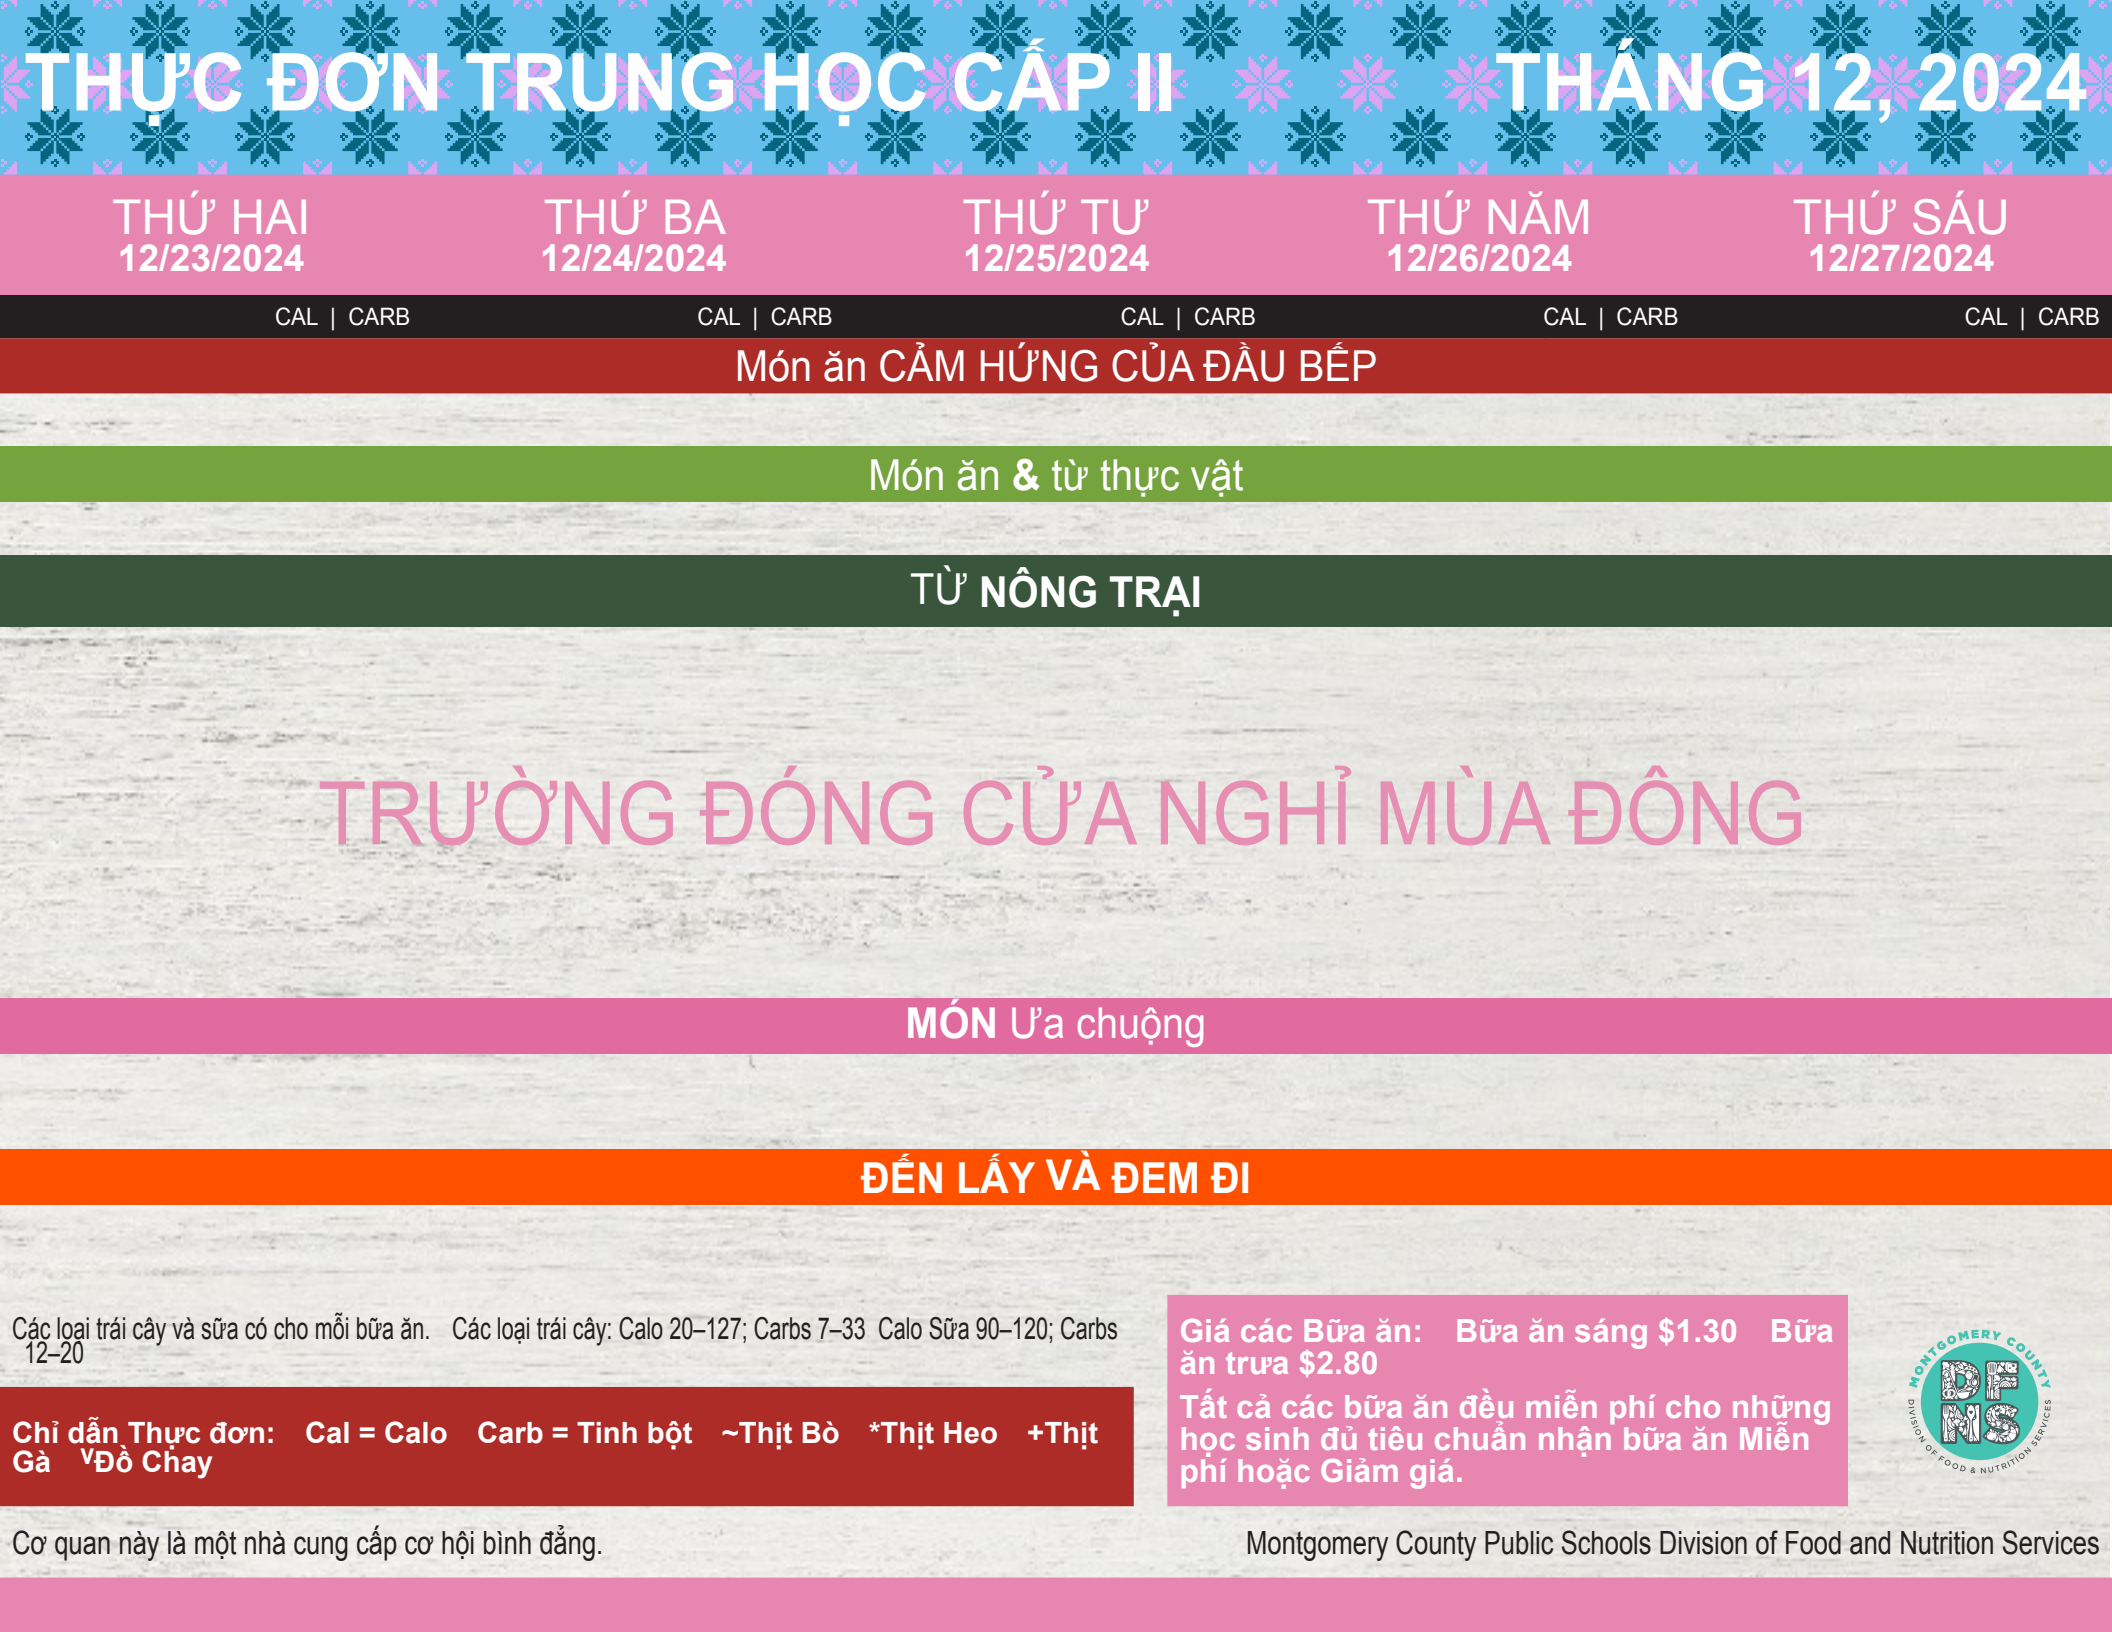 THỰC ĐƠN TRUNG HỌC CẤP II THÁNG 12, 2024
THỨ HAI THỨ BA THỨ TƯ THỨ NĂM THỨ SÁU
12/23/2024 12/24/2024 12/25/2024 12/26/2024 12/27/2024
CAL | CARB CAL | CARB CAL | CARB CAL | CARB CAL | CARB
Món ăn CẢM HỨNG CỦA ĐẦU BẾP
Món ăn & từ thực vật
TỪ NÔNG TRẠI
TRƯỜNG ĐÓNG CỬA NGHỈ MÙA ĐÔNG
MÓN Ưa chuộng
ĐẾN LẤY VÀ ĐEM ĐI
Các loại trái cây và sữa có cho mỗi bữa ăn. Các loại trái cây: Calo 20–127; Carbs 7–33 Calo Sữa 90–120; Carbs
12–20
Chỉ dẫn Thực đơn: Cal = Calo Carb = Tinh bột ~Thịt Bò *Thịt Heo +Thịt
Gà ⱽĐồ Chay
Giá các Bữa ăn: Bữa ăn sáng $1.30 Bữa
ăn trưa $2.80
Tất cả các bữa ăn đều miễn phí cho những
học sinh đủ tiêu chuẩn nhận bữa ăn Miễn
phí hoặc Giảm giá.
MONTGOMERY COUNTY
DF
NS
DIVISION OF FOOD & NUTRITION SERVICES
Cơ quan này là một nhà cung cấp cơ hội bình đẳng.
Montgomery County Public Schools Division of Food and Nutrition Services